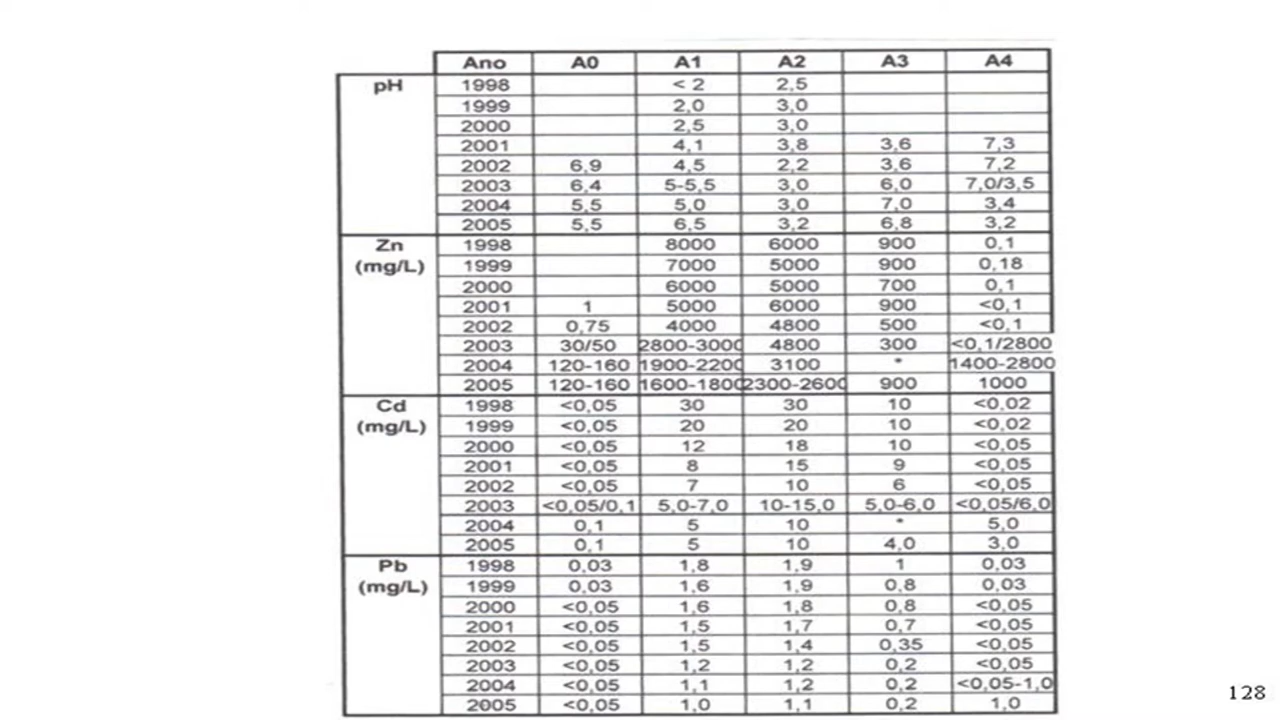 Ano A0 A1 A2 A3 A4
pH 1998 < 2 2,5
1999 2,0 3,0
2000 2,5 3,0
2001 4,1 3,8 3,6 7,3
2002 6,9 4,5 2,2 3,6 7,2
2003 6,4 5-5,5 3,0 6,0 7,0/3,5
2004 5,5 5,0 3,0 7,0 3,4
2005 5,5 6,5 3,2 6,8 3,2
Zn 1998 8000 6000 900 0,1
(mg/L) 1999 7000 5000 900 0,18
2000 6000 5000 700 0,1
2001 1 5000 6000 900 <0,1
2002 0,75 4000 4800 500 <0,1
2003 30/50 2800-3000 4800 300 <0,1/2800
2004 120-160 1900-2200 3100 * 1400-2800
2005 120-160 1600-1800 2300-2600 900 1000
Cd 1998 <0,05 30 30 10 <0,02
(mg/L) 1999 <0,05 20 20 10 <0,02
2000 <0,05 12 18 10 <0,05
2001 <0,05 8 15 9 <0,05
2002 <0,05 7 10 6 <0,05
2003 <0,05/0,1 5,0-7,0 10-15,0 5,0-6,0 <0,05/6,0
2004 0,1 5 10 * 5,0
2005 0,1 5 10 4,0 3,0
Pb 1998 0,03 1,8 1,9 1 0,03
(mg/L) 1999 0,03 1,6 1,9 0,8 0,03
2000 <0,05 1,6 1,8 0,8 <0,05
2001 <0,05 1,5 1,7 0,7 <0,05
2002 <0,05 1,5 1,4 0,35 <0,05
2003 <0,05 1,2 1,2 0,2 <0,05
2004 <0,05 1,1 1,2 0,2 <0,05-1,0
2005 <0,05 1,0 1,1 0,2 1,0
128